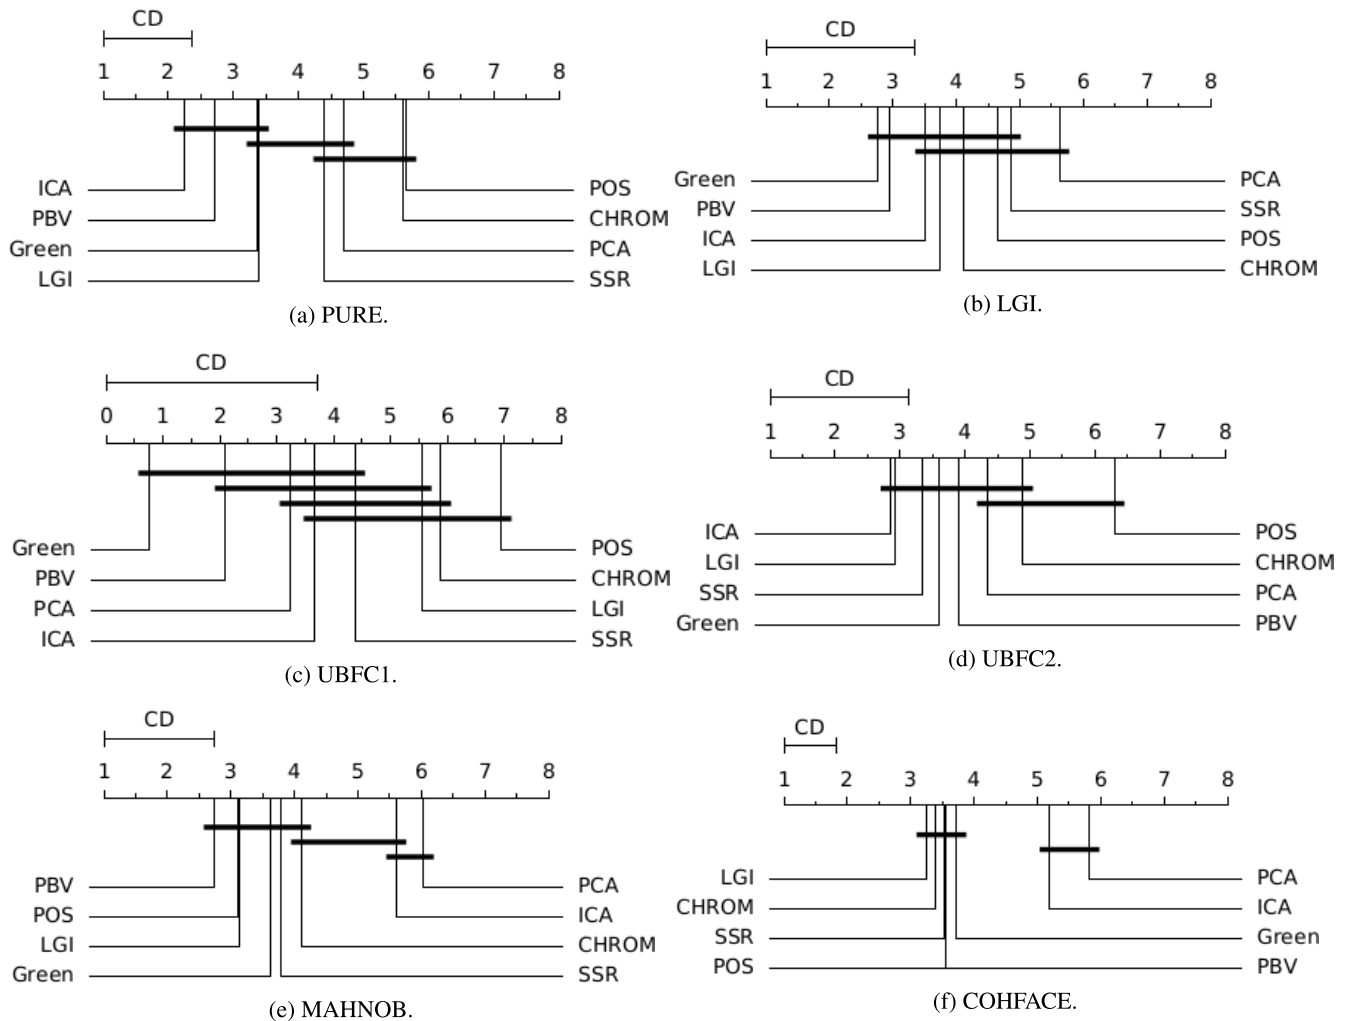 CD
1 2 3 4 5 6 7 8
ICA POS
PBV CHROM
Green PCA
LGI SSR
(a) PURE.
CD
1 2 3 4 5 6 7 8
Green PCA
PBV SSR
ICA POS
LGI CHROM
(b) LGI.
CD
0 1 2 3 4 5 6 7 8
Green POS
PBV CHROM
PCA LGI
ICA SSR
(c) UBFC1.
CD
1 2 3 4 5 6 7 8
ICA POS
LGI CHROM
SSR PCA
Green PBV
(d) UBFC2.
CD
1 2 3 4 5 6 7 8
PBV PCA
POS ICA
LGI CHROM
Green SSR
(e) MAHNOB.
CD
1 2 3 4 5 6 7 8
LGI PCA
CHROM ICA
SSR Green
POS PBV
(f) COHFACE.